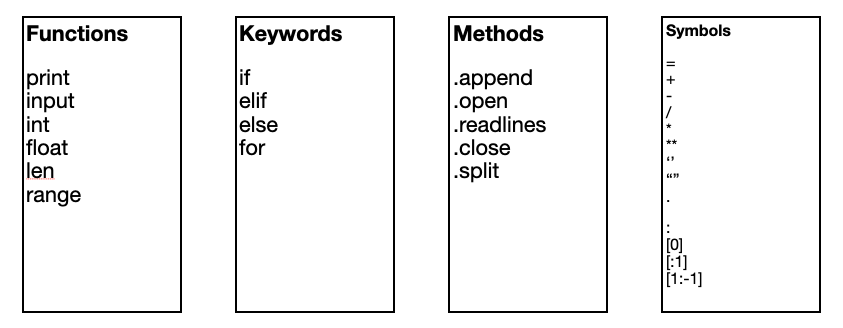 Functions
print
input
int
float
len
range
Keywords
if
elif
else
for
Methods
.append
.open
.readlines
.close
.split
Symbols
=
+
-
/
*
**
‘’
“”
.
:
[0]
[:1]
[1:-1]